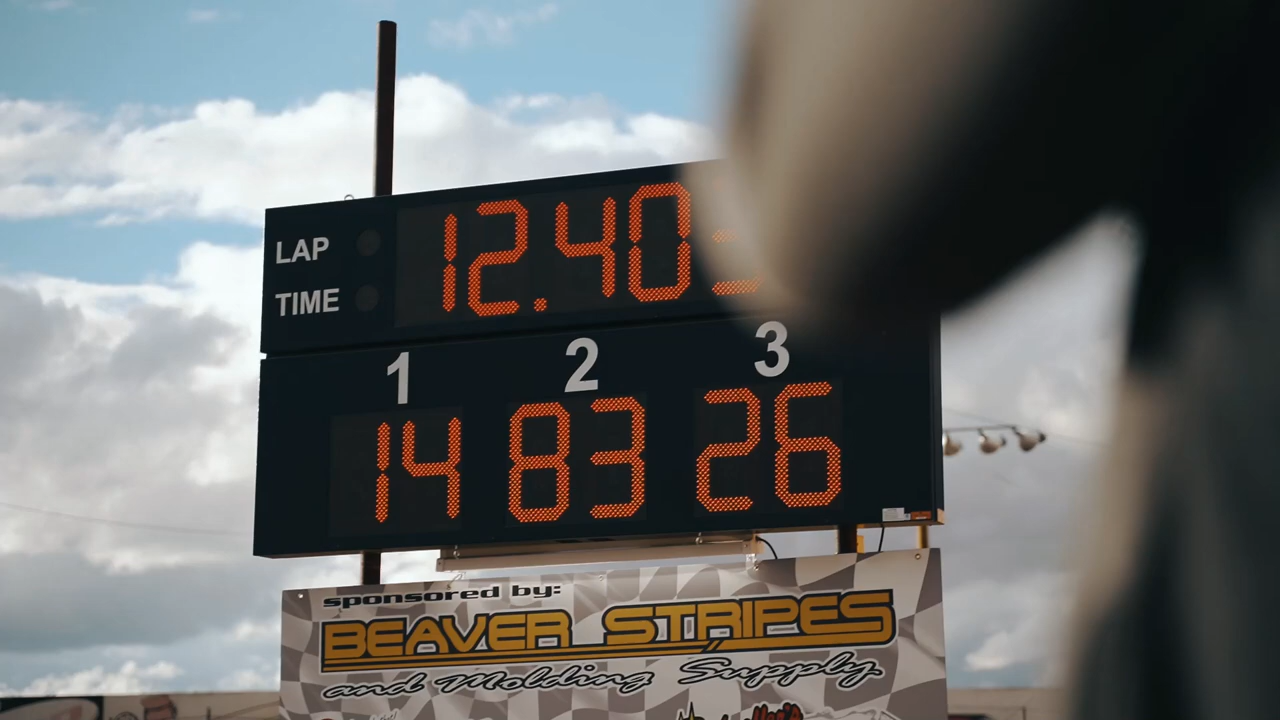 LAP
TIME
12.40
1 2 3
14 83 26
sponsored by:
BEAVER STRIPES
and Molding Supply